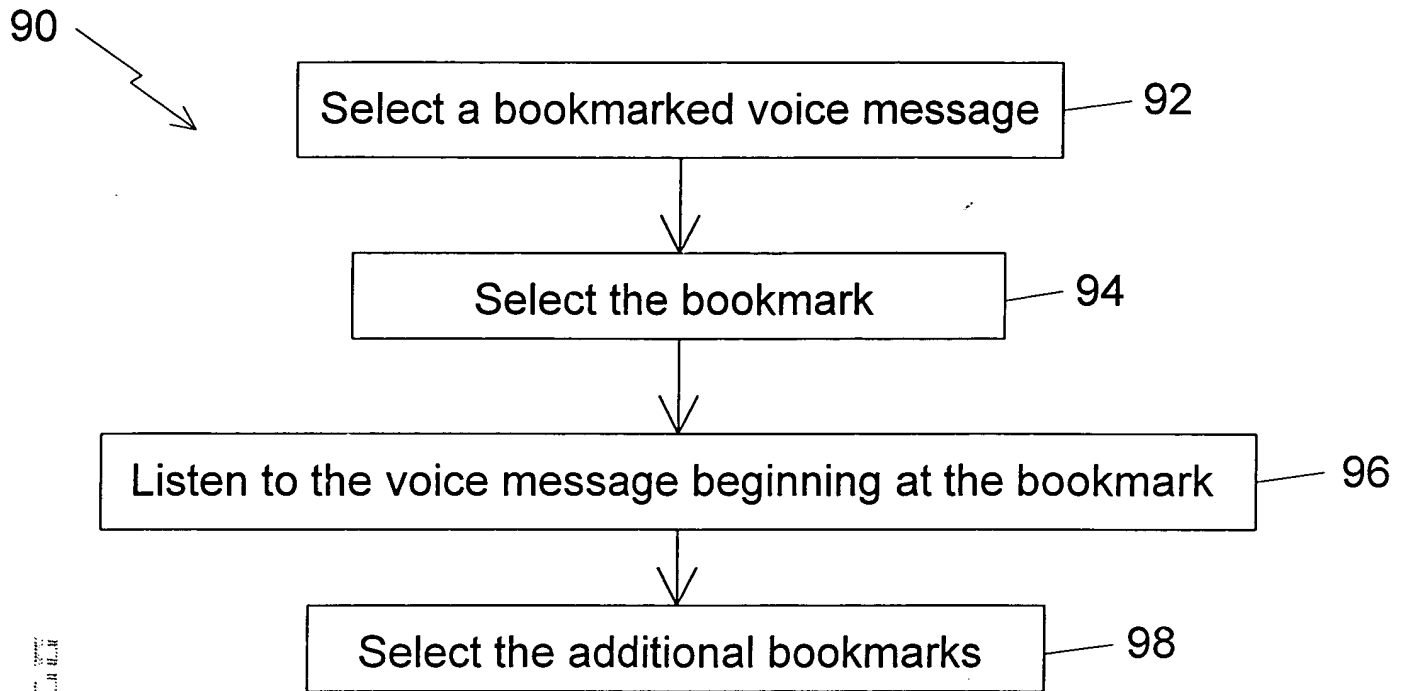 90
Select a bookmarked voice message
92
Select the bookmark
94
Listen to the voice message beginning at the bookmark
96
Select the additional bookmarks
98